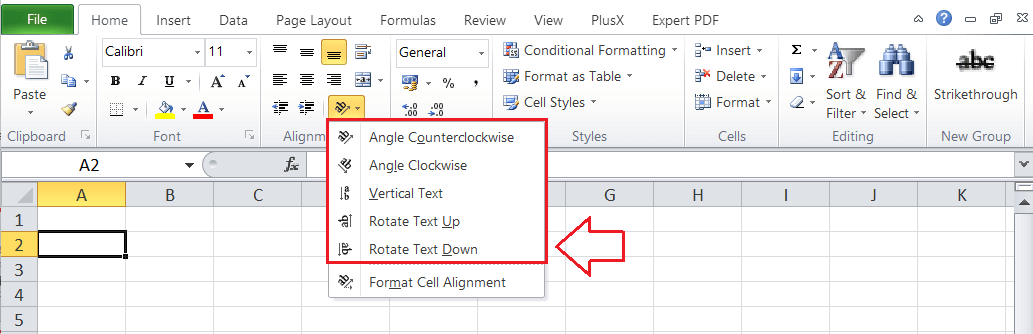 File Home Insert Data Page Layout Formulas Review View PlusX Expert PDF
Calibri 11 General Conditional Formatting Insert Σ abc
Paste B I U A A % , Format as Table Delete Sort & Filter Find & Select Strikethrough
A .00 .0 Cell Styles Format
Clipboard Font Alignm Styles Cells Editing New Group
A2 fx
A B C G H I J K
1
2
3
4
5
Angle Counterclockwise
Angle Clockwise
Vertical Text
Rotate Text Up
Rotate Text Down
Format Cell Alignment